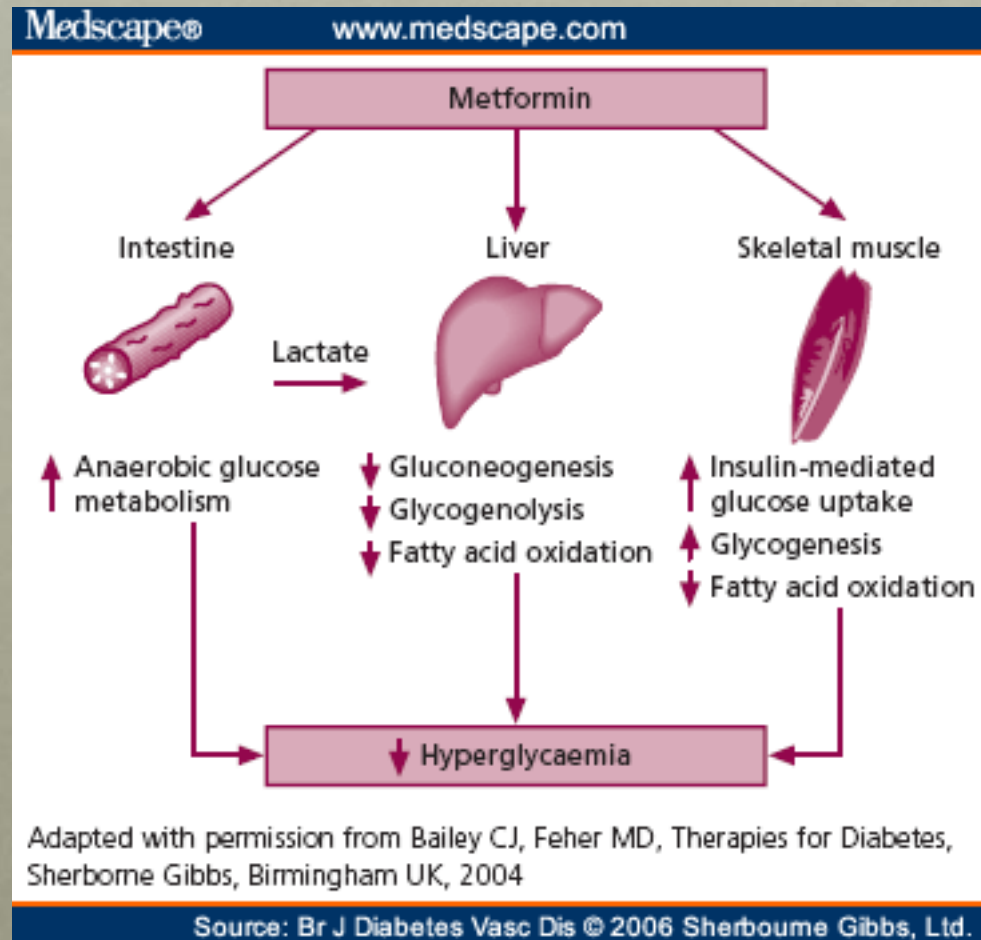 Medscape® www.medscape.com
Metformin
Intestine
Liver
Skeletal muscle
Lactate
↑ Anaerobic glucose
metabolism
↓ Gluconeogenesis
↓ Glycogenolysis
↓ Fatty acid oxidation
↑ Insulin-mediated
glucose uptake
↑ Glycogenesis
↓ Fatty acid oxidation
↓ Hyperglycaemia
Adapted with permission from Bailey CJ, Feher MD, Therapies for Diabetes,
Sherborne Gibbs, Birmingham UK, 2004
Source: Br J Diabetes Vasc Dis © 2006 Sherbourne Gibbs, Ltd.